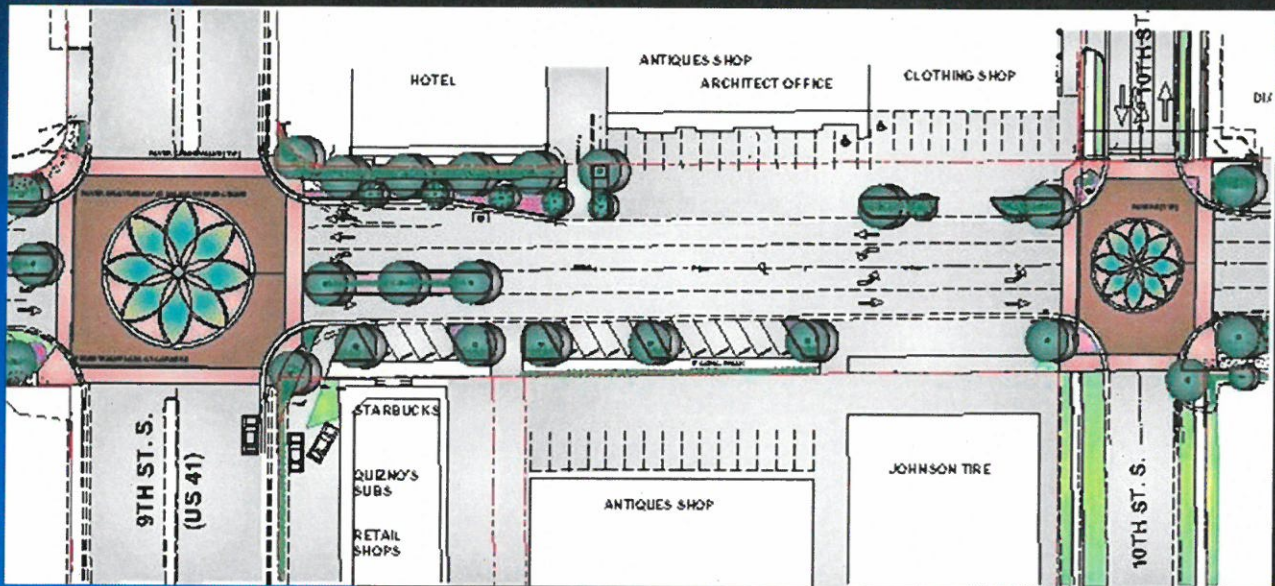 HOTEL
ANTIQUES SHOP
ARCHITECT OFFICE
CLOTHING SHOP
10TH ST.
STARBUCKS
QUIZNO'S
SUBS
RETAIL
SHOPS
ANTIQUES SHOP
JOHNSON TIRE
9TH ST. S.
(US 41)
10TH ST. S.